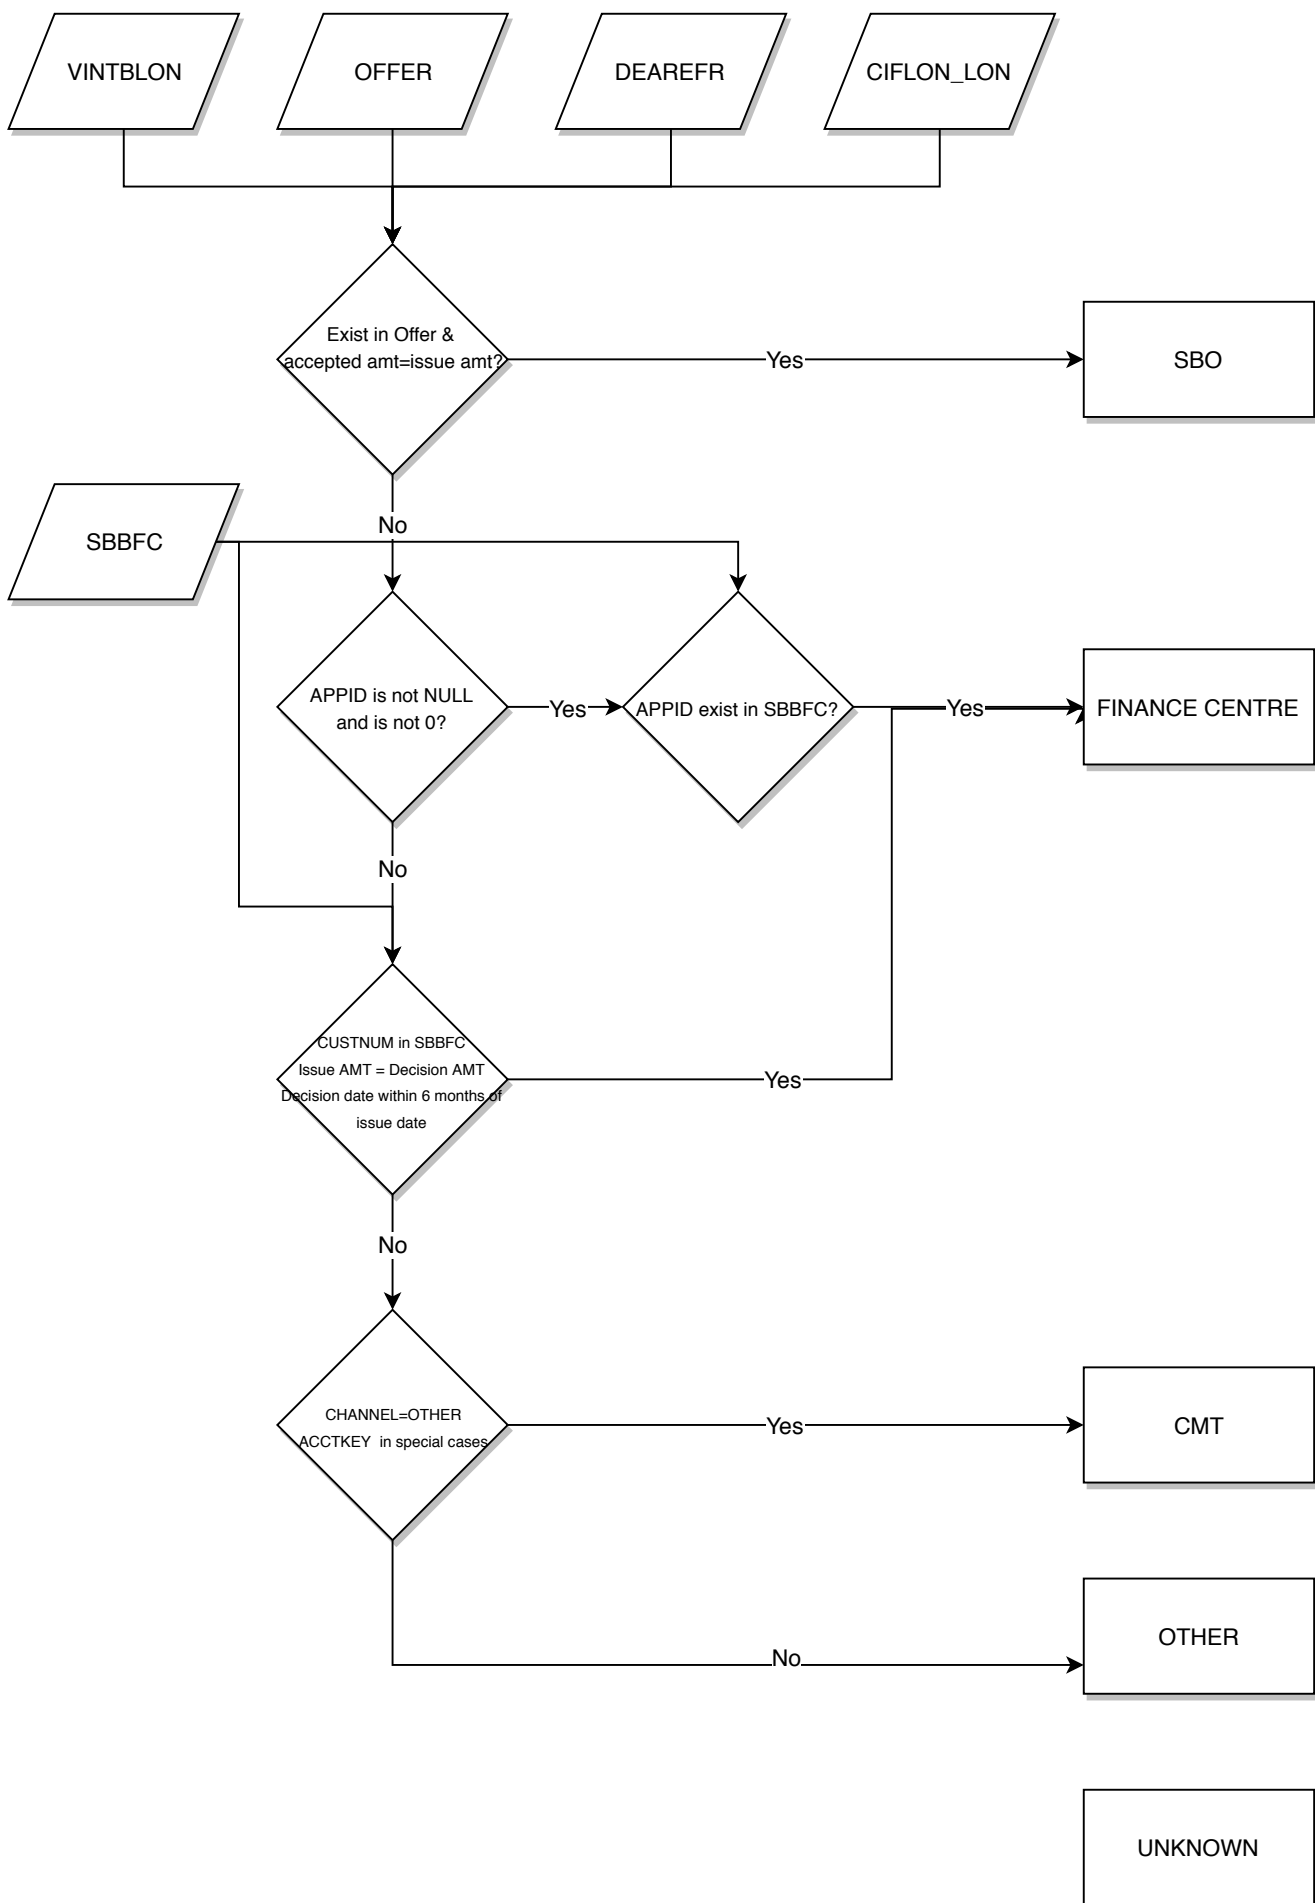 VINTBLON
OFFER
DEAREFR
CIFLON_LON
Exist in Offer &
accepted amt=issue amt?
Yes
SBO
No
SBBFC
APPID is not NULL
and is not 0?
Yes
APPID exist in SBBFC?
Yes
FINANCE CENTRE
No
CUSTNUM in SBBFC
Issue AMT = Decision AMT
Decision date within 6 months of
issue date
Yes
No
CHANNEL=OTHER
ACCTKEY in special cases
Yes
CMT
No
OTHER
UNKNOWN